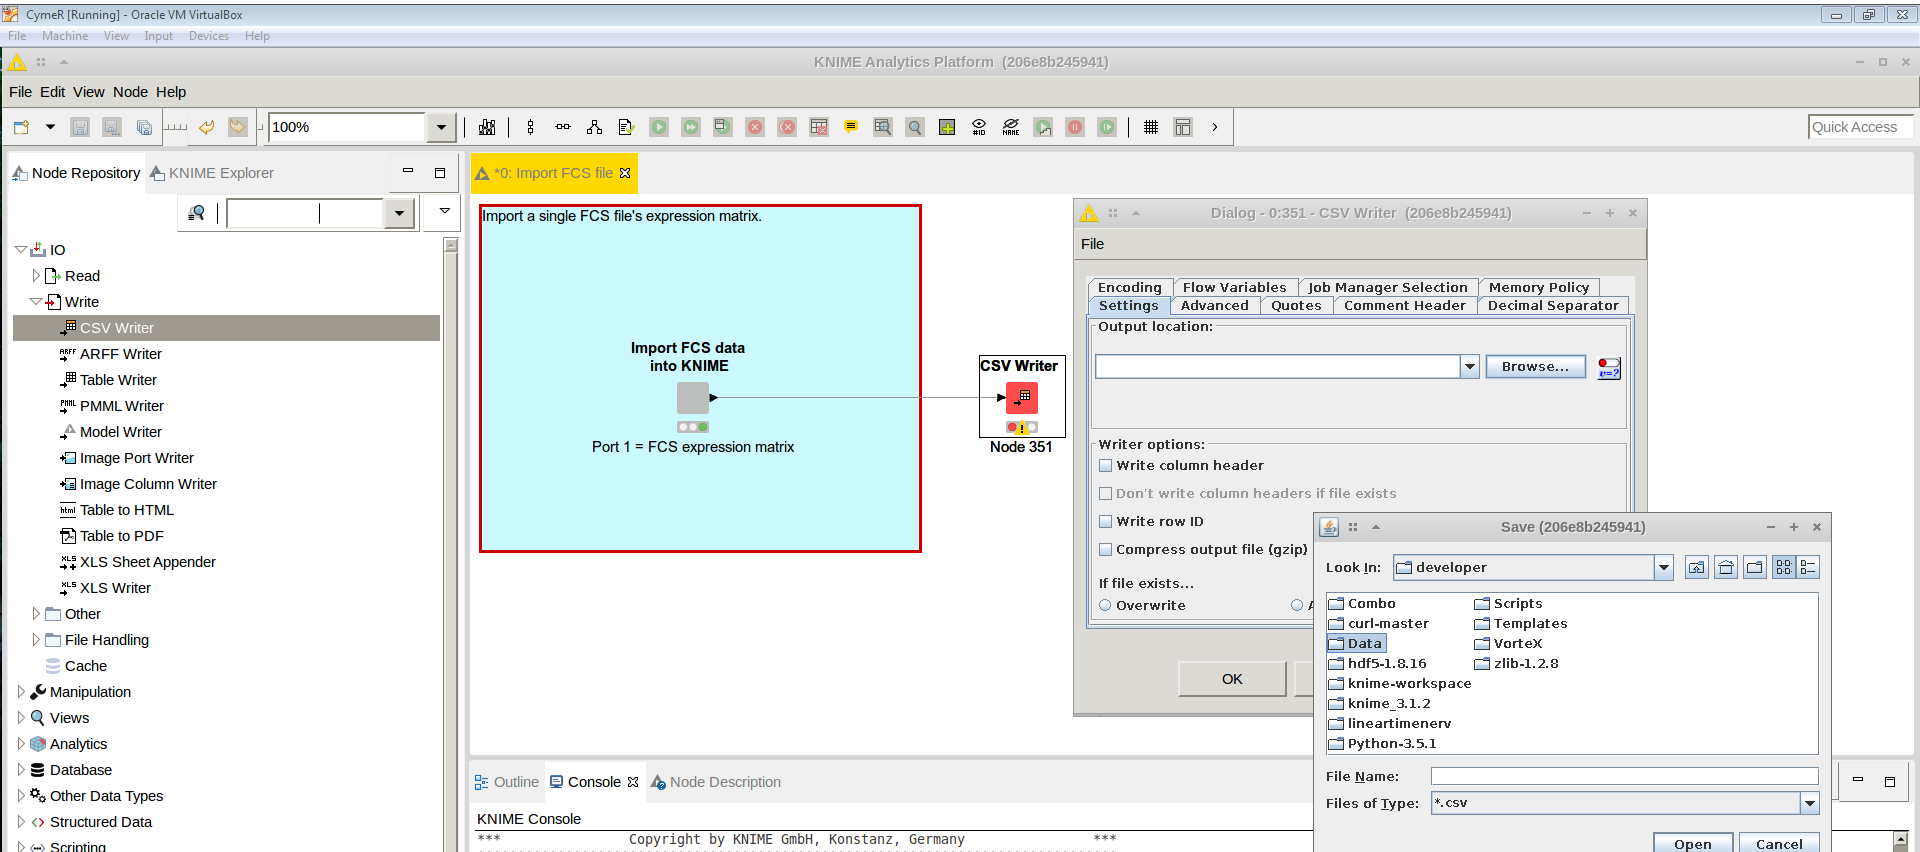 CymeR [Running] - Oracle VM VirtualBox
File Machine View Input Devices Help
KNIME Analytics Platform (206e8b245941)
File Edit View Node Help
100%
#ID
NAME
Quick Access
Node Repository
KNIME Explorer
IO
Read
Write
CSV Writer
ARFF
ARFF Writer
Table Writer
PMML
PMML Writer
Model Writer
Image Port Writer
Image Column Writer
html
Table to HTML
Table to PDF
XLS
XLS Sheet Appender
XLS
XLS Writer
Other
File Handling
Cache
Manipulation
Views
Analytics
Database
Other Data Types
Structured Data
Scripting
*0: Import FCS file
Import a single FCS file's expression matrix.
Import FCS data
into KNIME
Port 1 = FCS expression matrix
CSV Writer
Node 351
Dialog - 0:351 - CSV Writer (206e8b245941)
File
Encoding Flow Variables Job Manager Selection Memory Policy
Settings Advanced Quotes Comment Header Decimal Separator
Output location:
Browse...
v=?
Writer options:
Write column header
Don't write column headers if file exists
Write row ID
Compress output file (gzip)
If file exists...
Overwrite
OK
Save (206e8b245941)
Look In:
developer
Combo
curl-master
Data
hdf5-1.8.16
knime-workspace
knime_3.1.2
lineartimenerv
Python-3.5.1
Scripts
Templates
VorteX
zlib-1.2.8
File Name:
Files of Type:
*.csv
Open
Cancel
Outline
Console
Node Description
KNIME Console
*** Copyright by KNIME GmbH, Konstanz, Germany ***